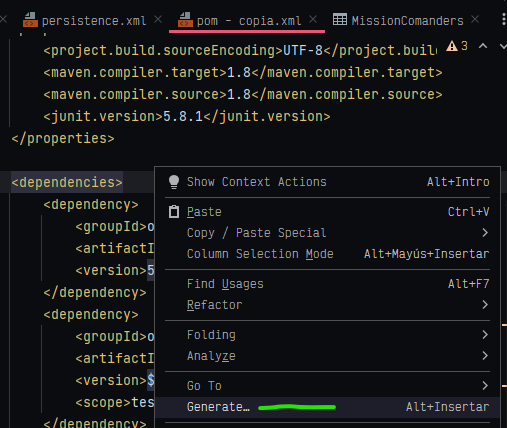 persistence.xml
pom - copia.xml
MissionComanders
<project.build.sourceEncoding>UTF-8</project.build
3
<maven.compiler.target>1.8</maven.compiler.target>
<maven.compiler.source>1.8</maven.compiler.source>
<junit.version>5.8.1</junit.version>
</properties>
<dependencies>
Show Context Actions Alt+Intro
<dependency>
Paste Ctrl+V
<groupId>o
Copy / Paste Special
<artifactI
Column Selection Mode Alt+Mayús+Insertar
<version>5
Find Usages Alt+F7
</dependency>
Refactor
<dependency>
<groupId>o
Folding
<artifactI
Analyze
<version>$
Go To
<scope>tes
Generate... Alt+Insertar
</dependency>